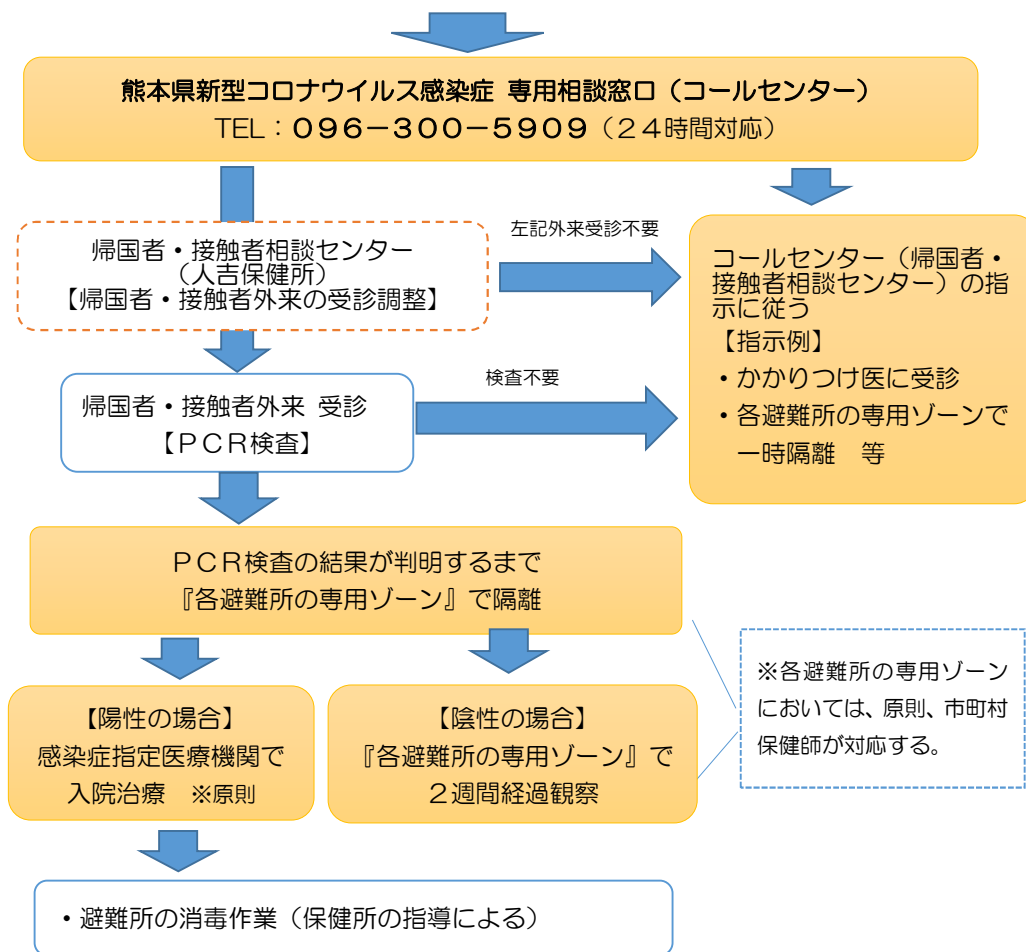 熊本県新型コロナウイルス感染症 専用相談窓口（コールセンター）
TEL：０９６－３００－５９０９（２４時間対応）
帰国者・接触者相談センター
（人吉保健所）
【帰国者・接触者外来の受診調整】
左記外来受診不要
コールセンター（帰国者・
接触者相談センター）の指
示に従う
【指示例】
・かかりつけ医に受診
・各避難所の専用ゾーンで
一時隔離　等
帰国者・接触者外来 受診
【ＰＣＲ検査】
検査不要
ＰＣＲ検査の結果が判明するまで
『各避難所の専用ゾーン』で隔離
【陽性の場合】
感染症指定医療機関で
入院治療　※原則
【陰性の場合】
『各避難所の専用ゾーン』で
２週間経過観察
※各避難所の専用ゾーン
においては、原則、市町村
保健師が対応する。
・避難所の消毒作業（保健所の指導による）